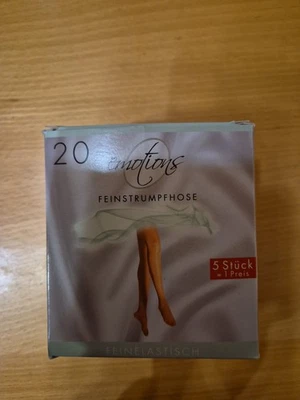 20
emotions
FEINSTRUMPFHOSE
5 Stück
= 1 Preis
FEINELASTISCH